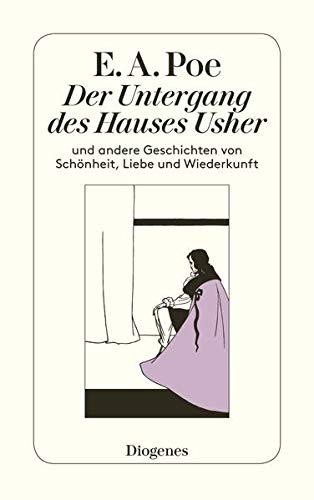 E. A. Poe
Der Untergang
des Hauses Usher
und andere Geschichten von
Schönheit, Liebe und Wiederkunft
Diogenes